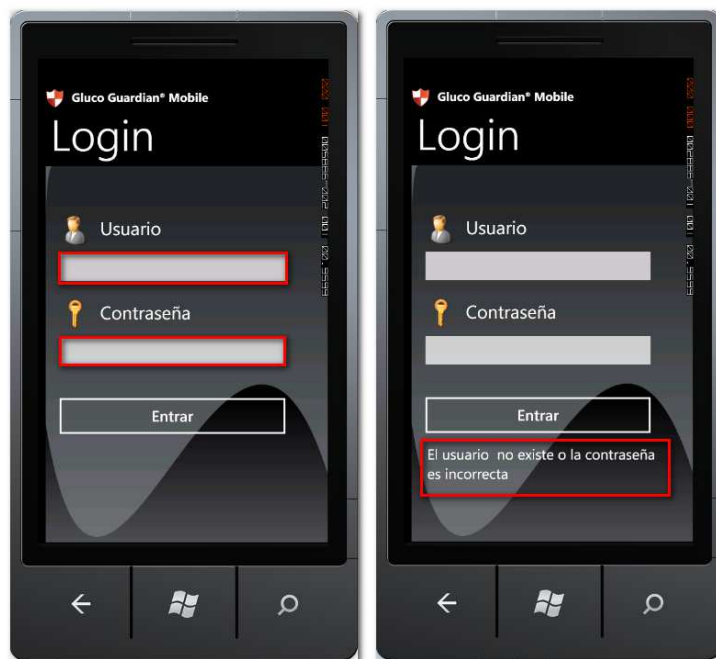 Gluco Guardian® Mobile
Login
Usuario
Contraseña
Entrar
Gluco Guardian® Mobile
Login
Usuario
Contraseña
Entrar
El usuario no existe o la contraseña
es incorrecta